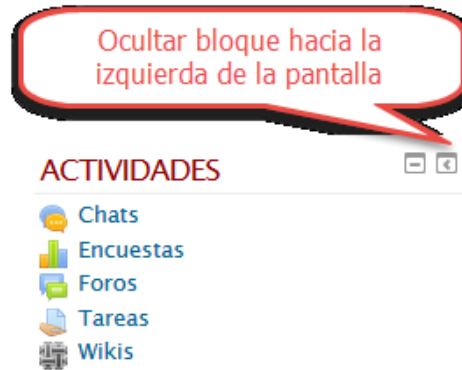 Ocultar bloque hacia la
izquierda de la pantalla
ACTIVIDADES
Chats
Encuestas
Foros
Tareas
Wikis